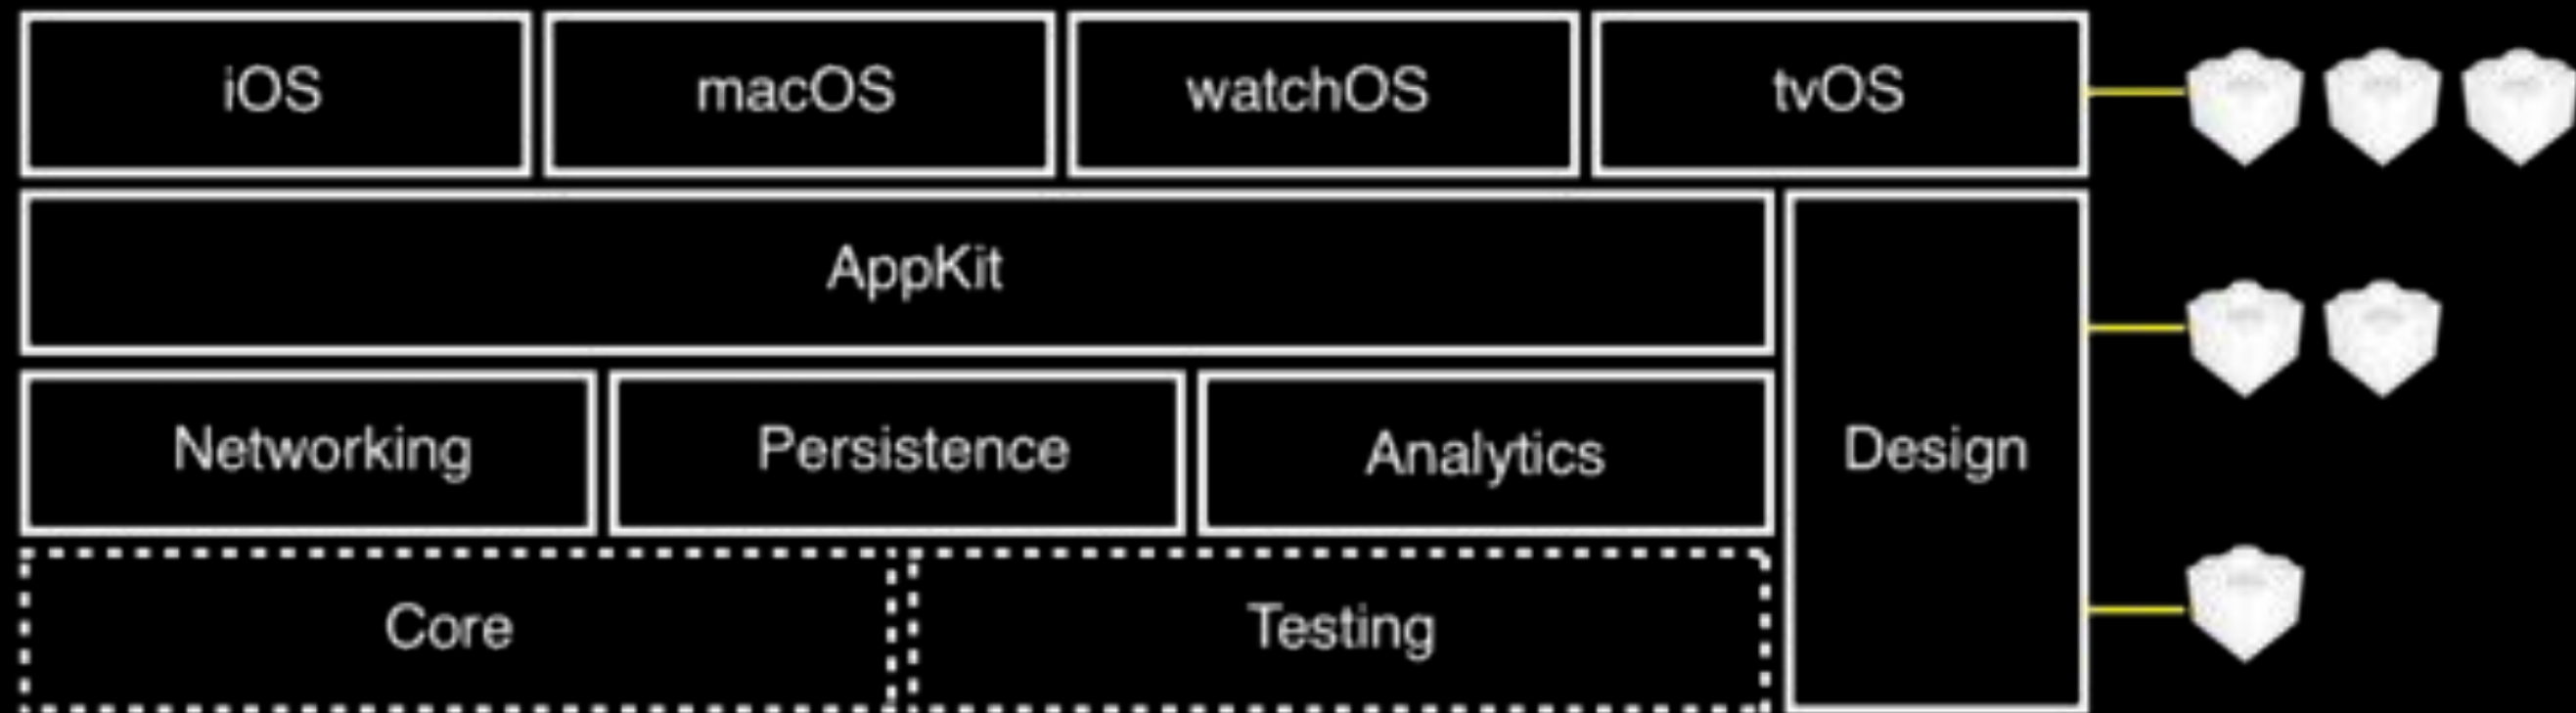 iOS macOS watchOS tvOS
AppKit
Networking Persistence Analytics Design
Core Testing